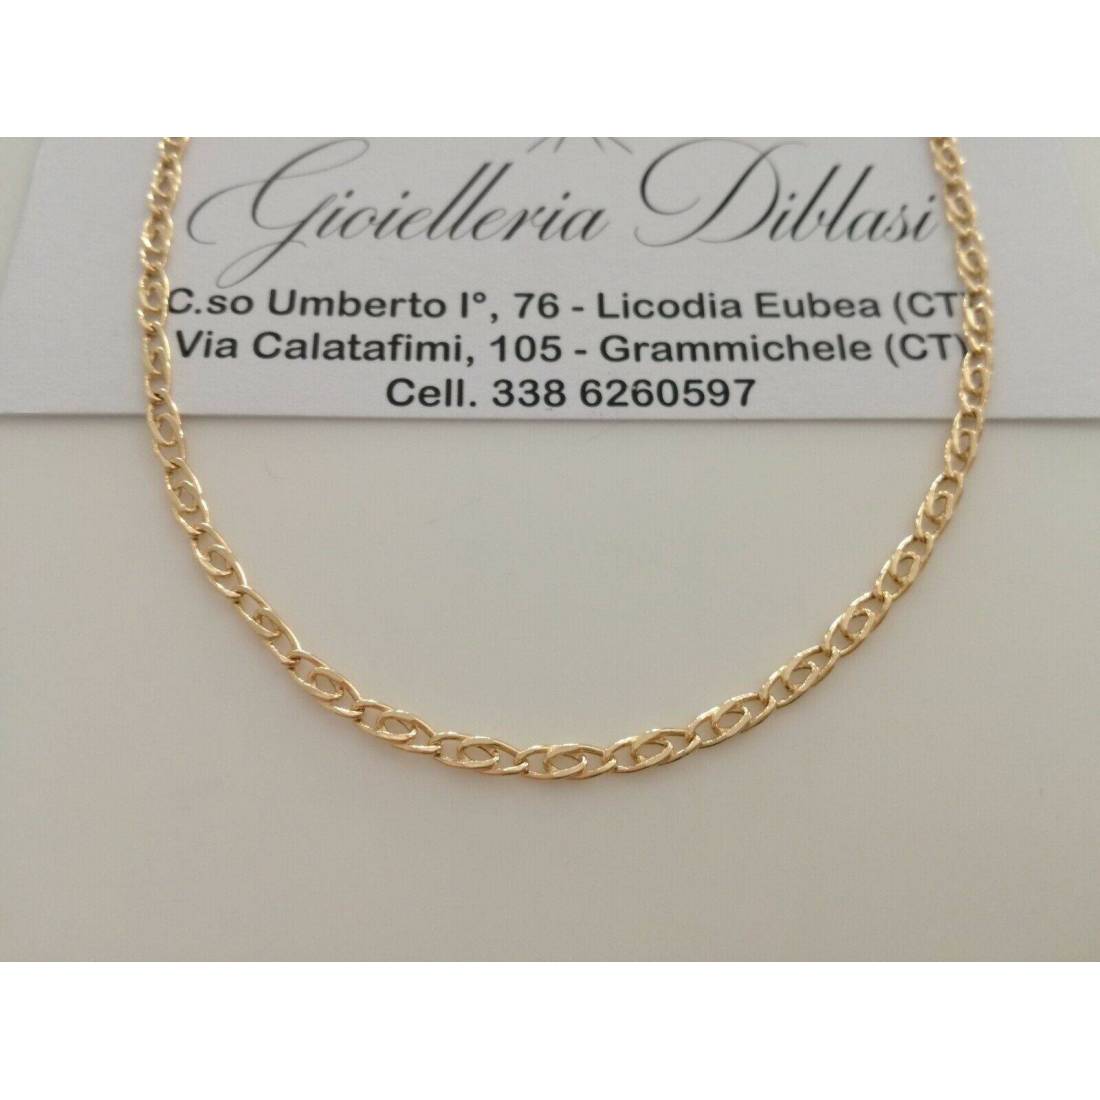 Gioielleria Diblasi
C.so Umberto I°, 76 - Licodia Eubea (CT)
Via Calatafimi, 105 - Grammichele (CT)
Cell. 338 6260597